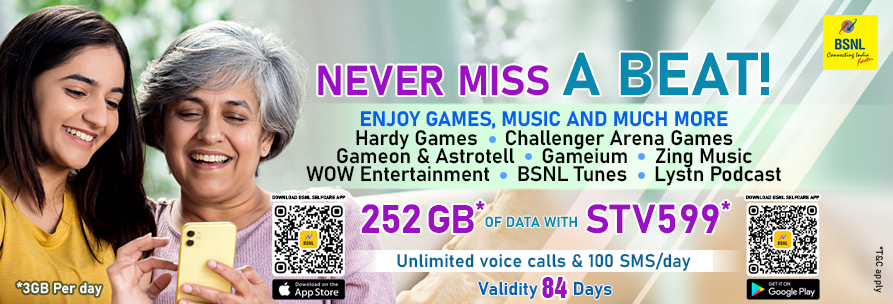 BSNL
Connecting India
Faster
NEVER MISS A BEAT!
ENJOY GAMES, MUSIC AND MUCH MORE
Hardy Games • Challenger Arena Games
Gameon & Astrotell • Gameium • Zing Music
WOW Entertainment • BSNL Tunes • Lystn Podcast
DOWNLOAD BSNL SELFCARE APP
BSNL
Download on the
App Store
252 GB* OF DATA WITH STV599*
DOWNLOAD BSNL SELFCARE APP
BSNL
GET IT ON
Google Play
Unlimited voice calls & 100 SMS/day
Validity 84 Days
*3GB Per day
*T&C apply